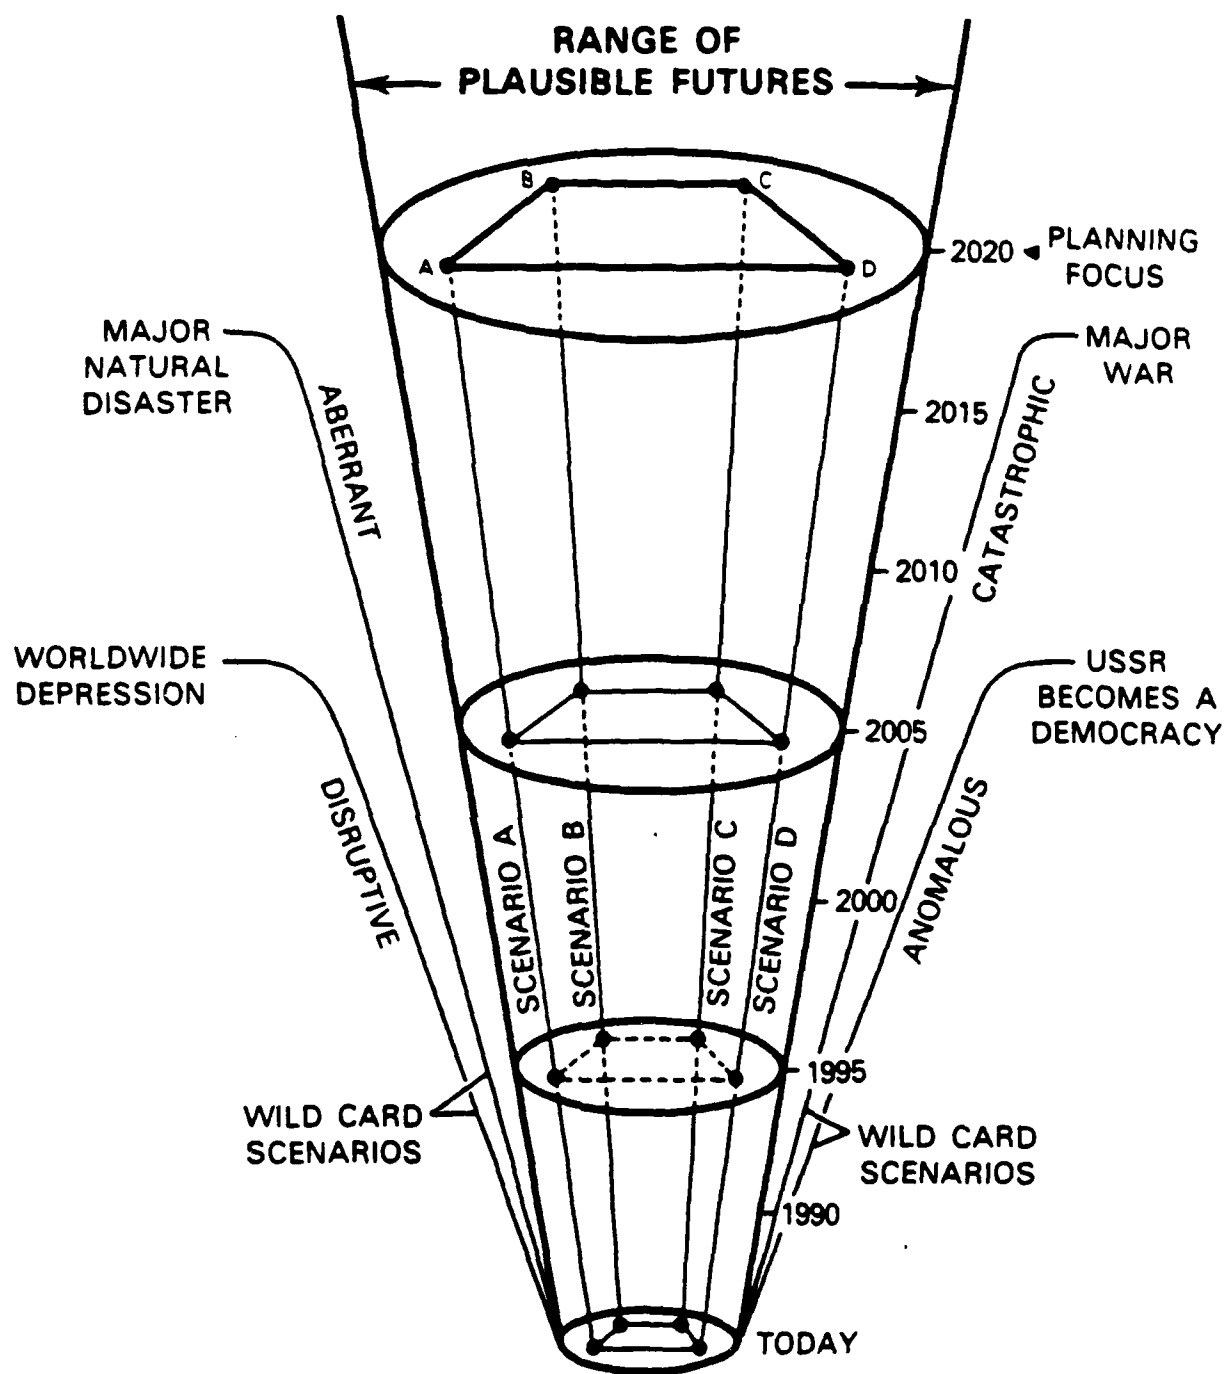 RANGE OF
PLAUSIBLE FUTURES
B
C
A
D
2020
PLANNING
FOCUS
MAJOR
NATURAL
DISASTER
ABERRANT
MAJOR
WAR
CATASTROPHIC
2015
2010
WORLDWIDE
DEPRESSION
DISRUPTIVE
USSR
BECOMES A
DEMOCRACY
ANOMALOUS
2005
SCENARIO A
SCENARIO B
SCENARIO C
SCENARIO D
2000
1995
WILD CARD
SCENARIOS
WILD CARD
SCENARIOS
1990
TODAY